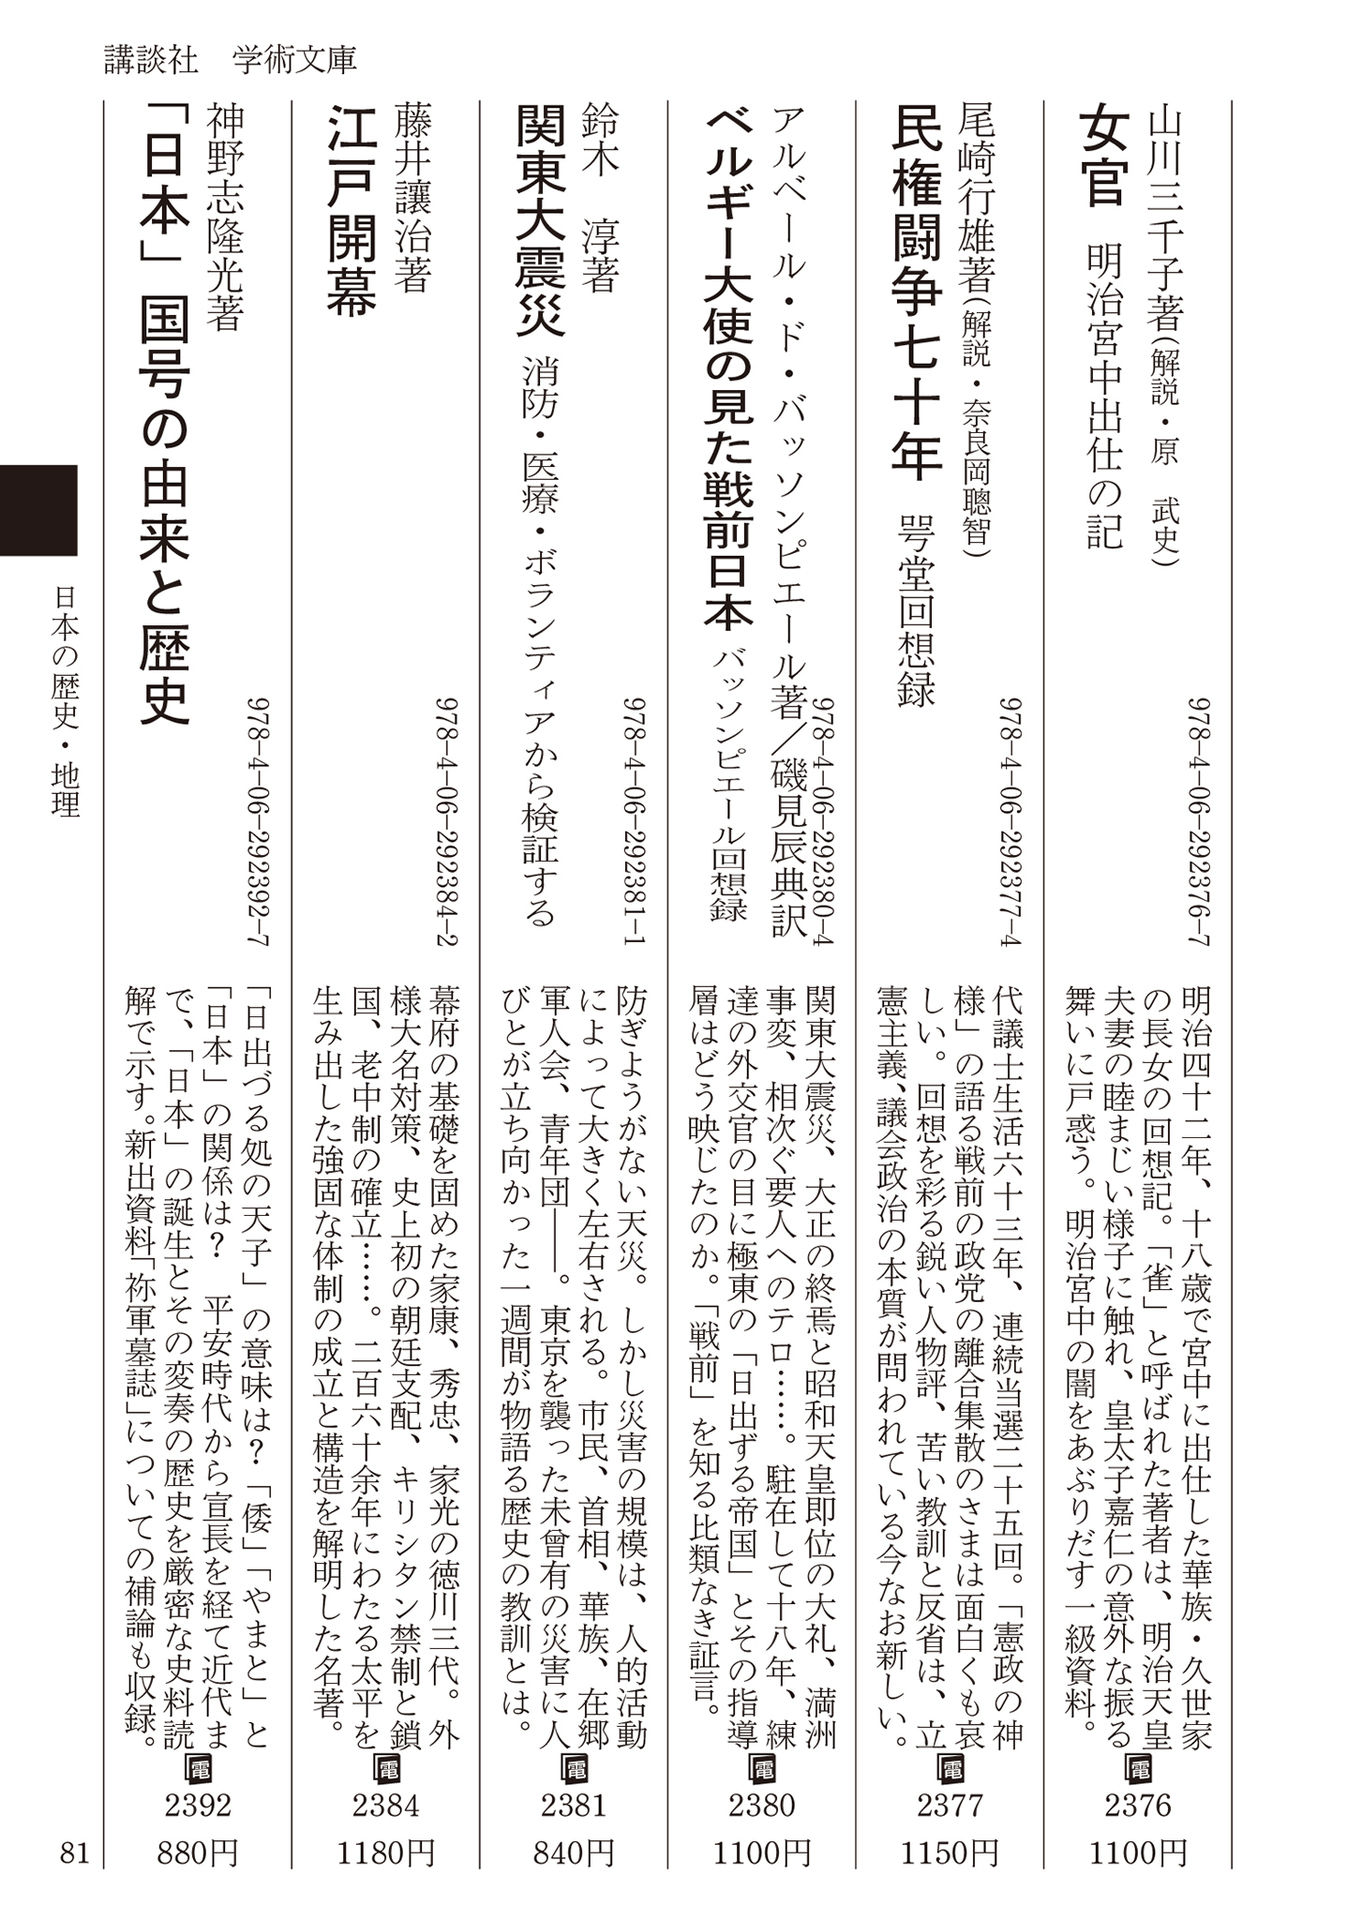 講談社　学術文庫
山川三千子著(解説・原　武史)
女官　明治宮中出仕の記
978-4-06-292376-7
明治四十二年、十八歳で宮中に出仕した華族・久世家
の長女の回想記。「雀」と呼ばれた著者は、明治天皇
夫妻の睦まじい様子に触れ、皇太子嘉仁の意外な振る
舞いに戸惑う。明治宮中の闇をあぶりだす一級資料。
電
2376
1100円
尾崎行雄著(解説・奈良岡聰智)
民権闘争七十年　咢堂回想録
978-4-06-292377-4
代議士生活六十三年、連続当選二十五回。「憲政の神
様」の語る戦前の政党の離合集散のさまは面白くも哀
しい。回想を彩る鋭い人物評、苦い教訓と反省は、立
憲主義、議会政治の本質が問われている今なお新しい。
電
2377
1150円
アルベール・ド・バッソンピエール著／磯見辰典訳
ベルギー大使の見た戦前日本　バッソンピエール回想録
978-4-06-292380-4
関東大震災、大正の終焉と昭和天皇即位の大礼、満洲
事変、相次ぐ要人へのテロ……。駐在して十八年、練
達の外交官の目に極東の「日出ずる帝国」とその指導
層はどう映じたのか。「戦前」を知る比類なき証言。
電
2380
1100円
鈴木　淳著
関東大震災　消防・医療・ボランティアから検証する
978-4-06-292381-1
防ぎようがない天災。しかし災害の規模は、人的活動
によって大きく左右される。市民、首相、華族、在郷
軍人会、青年団――。東京を襲った未曾有の災害に人
びとが立ち向かった一週間が物語る歴史の教訓とは。
電
2381
840円
藤井讓治著
江戸開幕
978-4-06-292384-2
幕府の基礎を固めた家康、秀忠、家光の徳川三代。外
様大名対策、史上初の朝廷支配、キリシタン禁制と鎖
国、老中制の確立……。二百六十余年にわたる太平を
生み出した強固な体制の成立と構造を解明した名著。
電
2384
1180円
神野志隆光著
「日本」国号の由来と歴史
978-4-06-292392-7
「日出づる処の天子」の意味は？「倭」「やまと」と
「日本」の関係は？　平安時代から宣長を経て近代ま
で、「日本」の誕生とその変奏の歴史を厳密な史料読
解で示す。新出資料「祢軍墓誌」についての補論も収録。
電
2392
880円
日本の歴史・地理
81